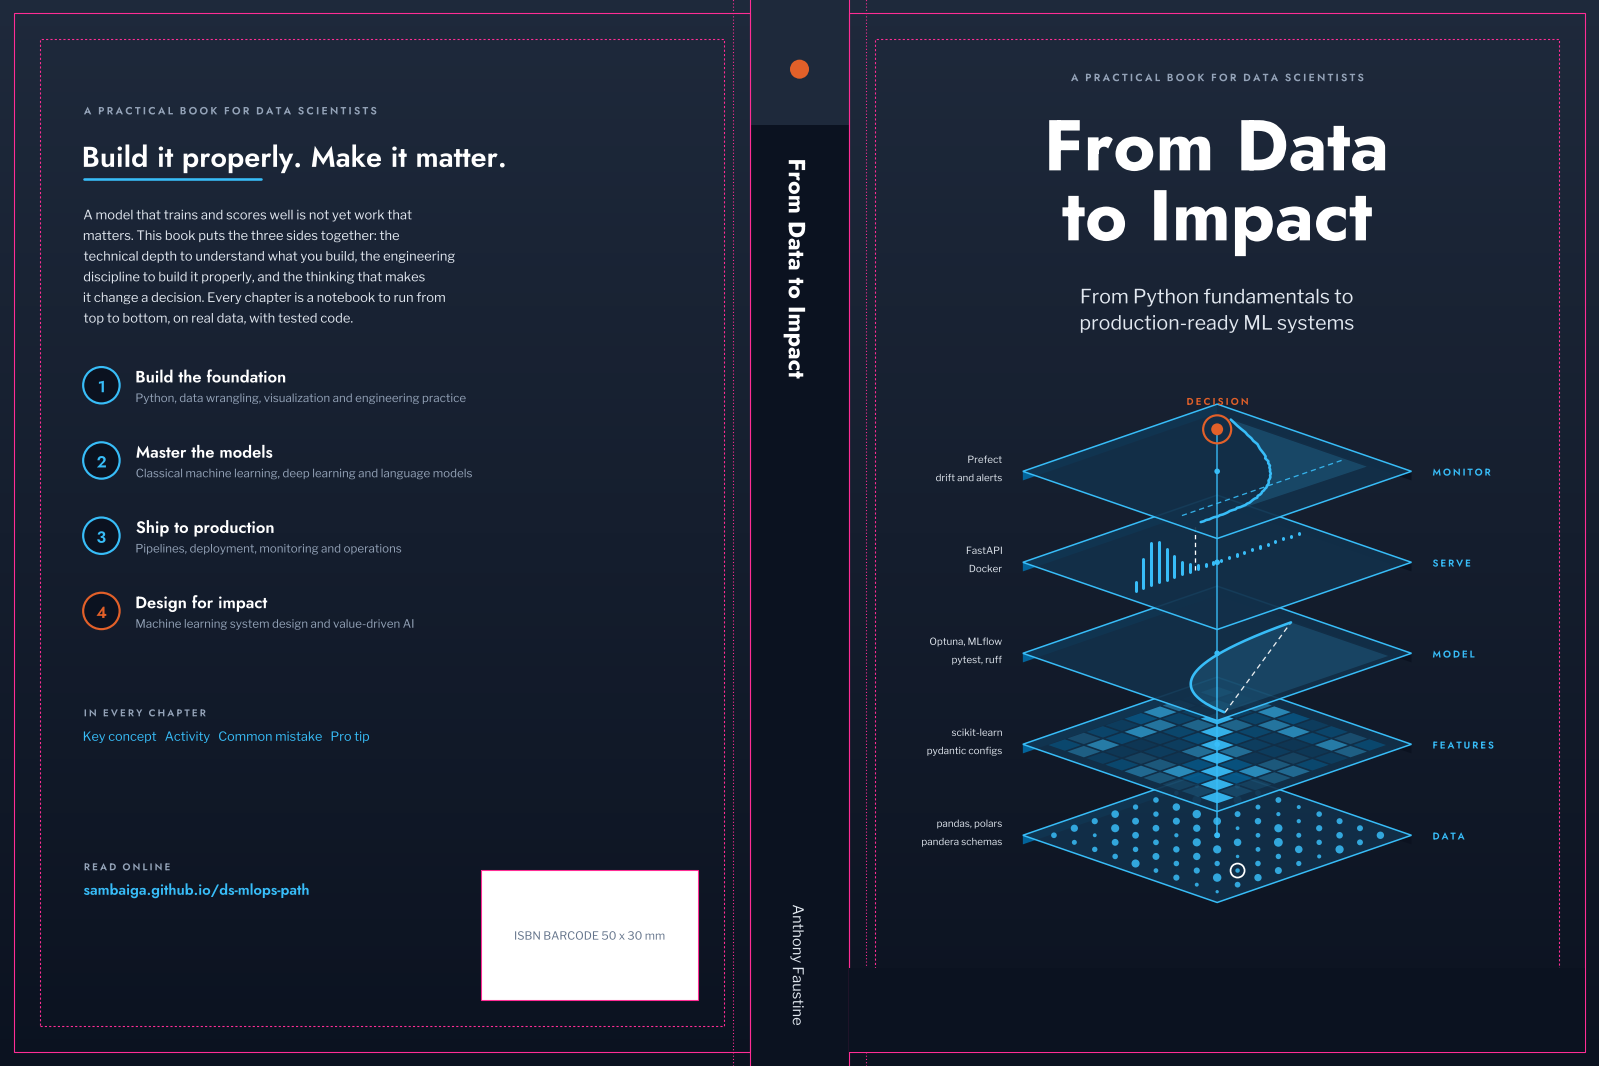 A PRACTICAL BOOK FOR DATA SCIENTISTS
Build it properly. Make it matter.
A model that trains and scores well is not yet work that
matters. This book puts the three sides together: the
technical depth to understand what you build, the engineering
discipline to build it properly, and the thinking that makes
it change a decision. Every chapter is a notebook to run from
top to bottom, on real data, with tested code.
1
Build the foundation
Python, data wrangling, visualization and engineering practice
2
Master the models
Classical machine learning, deep learning and language models
3
Ship to production
Pipelines, deployment, monitoring and operations
4
Design for impact
Machine learning system design and value-driven AI
IN EVERY CHAPTER
Key concept Activity Common mistake Pro tip
READ ONLINE
sambaiga.github.io/ds-mlops-path
ISBN BARCODE 50 x 30 mm
From Data to Impact
Anthony Faustine
A PRACTICAL BOOK FOR DATA SCIENTISTS
From Data
to Impact
From Python fundamentals to
production-ready ML systems
DECISION
Prefect
drift and alerts
MONITOR
FastAPI
Docker
SERVE
Optuna, MLflow
pytest, ruff
MODEL
scikit-learn
pydantic configs
FEATURES
pandas, polars
pandera schemas
DATA